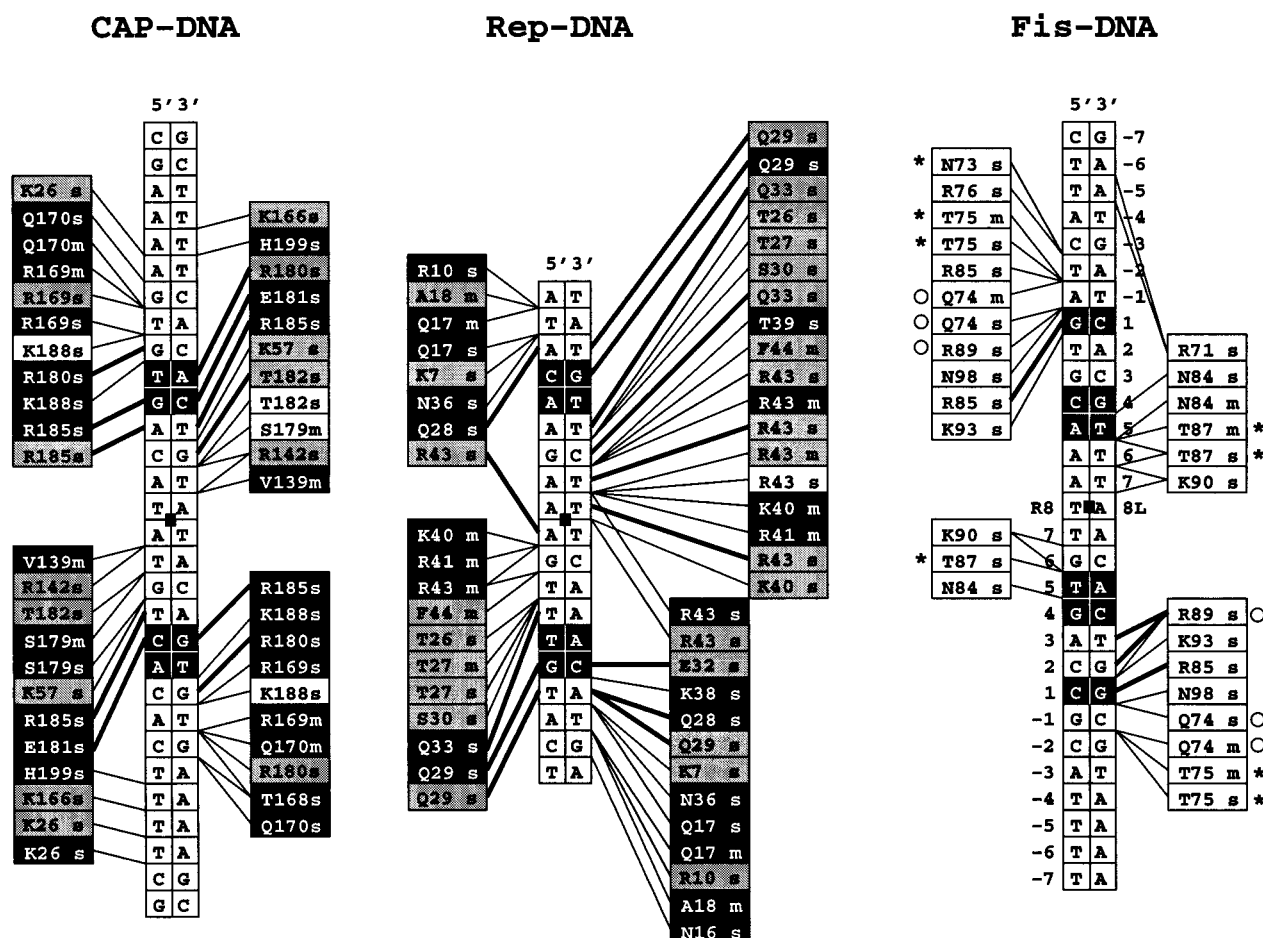 CAP-DNA
5'3'
K26 s
Q170s
Q170m
R169m
R169s
R169s
K188s
R180s
K188s
R185s
R185s
V139m
R142s
T182s
S179m
S179s
K57 s
R185s
E181s
H199s
K166s
K26 s
K26 s
C G
G C
A T
A T
A T
A T
G C
T A
G C
T A
G C
A T
C G
A T
T A
A T
T A
G C
T A
C G
A T
C G
A T
C G
T A
T A
T A
T A
C G
G C
K166s
H199s
R180s
E181s
R185s
K57 s
T182s
T182s
S179m
R142s
V139m
R185s
K188s
R180s
R169s
K188s
R169m
Q170m
R180s
T168s
Q170s
Rep-DNA
5'3'
R10 s
A18 m
Q17 m
Q17 s
K7 s
N36 s
Q28 s
R43 s
K40 m
R41 m
R43 m
F44 m
T26 s
T27 m
T27 s
S30 s
Q33 s
Q29 s
Q29 s
A T
T A
A T
C G
A T
A T
G C
A T
A T
A T
G C
T A
T A
T A
G C
T A
A T
C G
T A
Q29 s
Q29 s
Q33 s
T26 s
T27 s
S30 s
Q33 s
T39 s
F44 m
R43 s
R43 m
R43 s
R43 m
R43 s
K40 m
R41 m
R43 s
K40 s
R43 s
R43 s
E32 s
K38 s
Q28 s
Q29 s
K7 s
N36 s
Q17 s
Q17 m
R10 s
A18 m
N16 s
Fis-DNA
5'3'
* N73 s
R76 s
* T75 m
* T75 s
R85 s
Q74 m
Q74 s
R89 s
N98 s
R85 s
K93 s
K90 s
* T87 s
N84 s
C G -7
T A -6
T A -5
A T -4
C G -3
T A -2
A T -1
G C 1
T A 2
G C 3
C G 4
A T 5
A T 6
A T 7
R8 T A 8L
7 T A
6 G C
5 T A
4 G C
3 A T
2 C G
1 C G
-1 G C
-2 C G
-3 A T
-4 T A
-5 T A
-6 T A
-7 T A
R71 s
N84 s
N84 m
T87 m *
T87 s *
K90 s
R89 s
K93 s
R85 s
N98 s
Q74 s
Q74 m
T75 m *
T75 s *